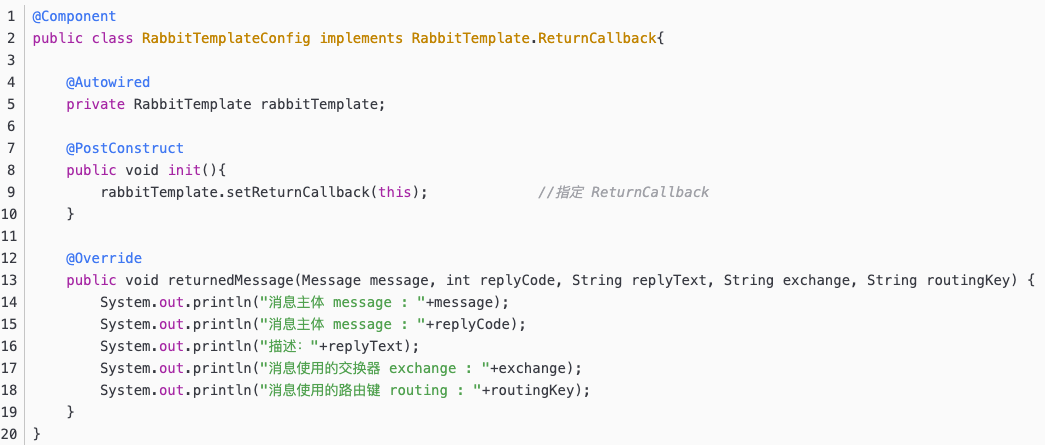 1 @Component
2 public class RabbitTemplateConfig implements RabbitTemplate.ReturnCallback{
3
4     @Autowired
5     private RabbitTemplate rabbitTemplate;
6
7     @PostConstruct
8     public void init(){
9         rabbitTemplate.setReturnCallback(this);             //指定 ReturnCallback
10     }
11
12     @Override
13     public void returnedMessage(Message message, int replyCode, String replyText, String exchange, String routingKey) {
14         System.out.println("消息主体 message : "+message);
15         System.out.println("消息主体 message : "+replyCode);
16         System.out.println("描述："+replyText);
17         System.out.println("消息使用的交换器 exchange : "+exchange);
18         System.out.println("消息使用的路由键 routing : "+routingKey);
19     }
20 }